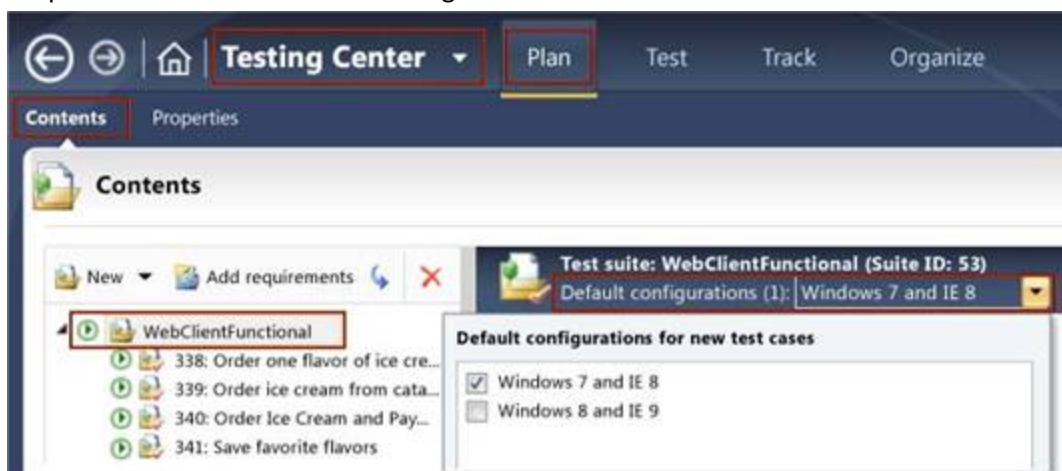 Testing Center Plan Test Track Organize
Contents Properties
Contents
New Add requirements
Test suite: WebClientFunctional (Suite ID: 53)
Default configurations (1): Windows 7 and IE 8
WebClientFunctional
338: Order one flavor of ice cre...
339: Order ice cream from cata...
340: Order Ice Cream and Pay...
341: Save favorite flavors
Default configurations for new test cases
Windows 7 and IE 8
Windows 8 and IE 9